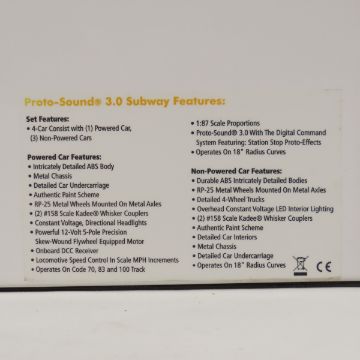 Proto-Sound® 3.0 Subway Features:
Set Features:
• 4-Car Consist with (1) Powered Car,
(3) Non-Powered Cars
Powered Car Features:
• Intricately Detailed ABS Body
• Metal Chassis
• Detailed Car Undercarriage
• Authentic Paint Scheme
• RP-25 Metal Wheels Mounted On Metal Axles
• (2) #158 Scale Kadee® Whisker Couplers
• Constant Voltage, Directional Headlights
• Powerful 12-Volt 5-Pole Precision
Skew-Wound Flywheel Equipped Motor
• Onboard DCC Receiver
• Locomotive Speed Control In Scale MPH Increments
• Operates On Code 70, 83 and 100 Track
• 1:87 Scale Proportions
• Proto-Sound® 3.0 With The Digital Command
System Featuring: Station Stop Proto-Effects
• Operates On 18" Radius Curves
Non-Powered Car Features:
• Durable ABS Intricately Detailed Bodies
• RP-25 Metal Wheels Mounted On Metal Axles
• Detailed 4-Wheel Trucks
• Overhead Constant Voltage LED Interior Lighting
• (2) #158 Scale Kadee® Whisker Couplers
• Authentic Paint Scheme
• Detailed Car Interiors
• Metal Chassis
• Detailed Car Undercarriage
• Operates On 18" Radius Curves
CE